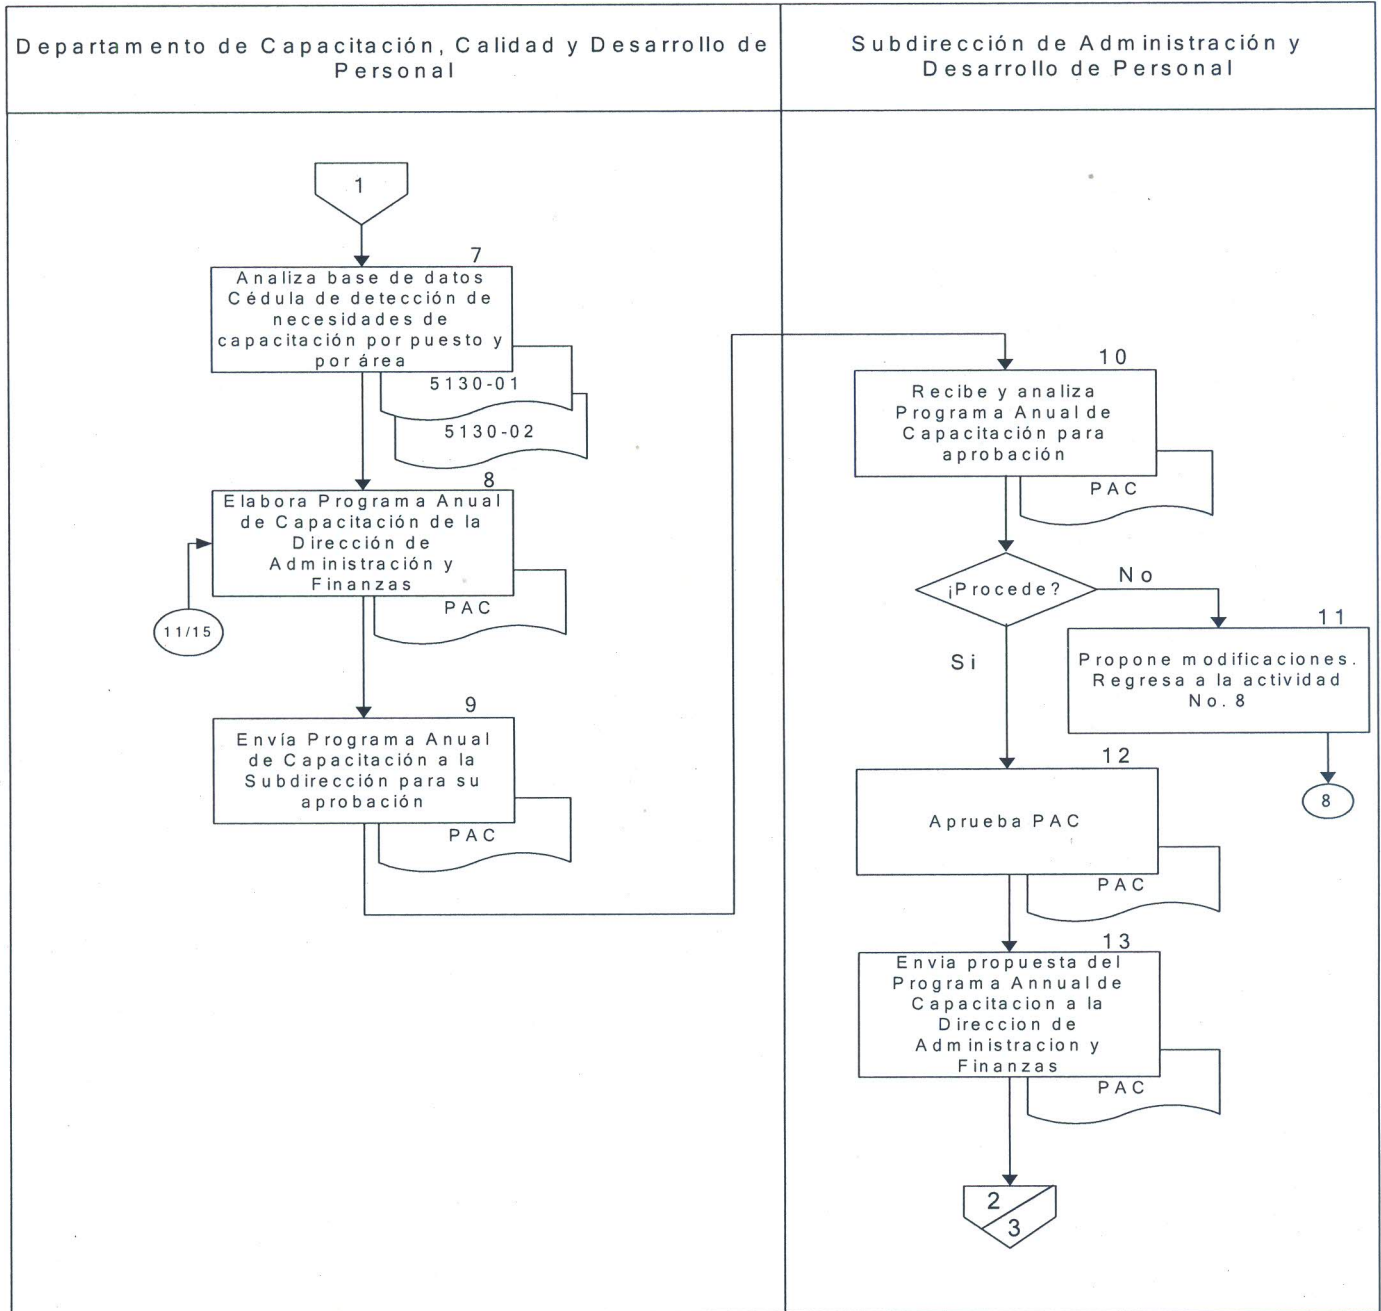 Departamento de Capacitación, Calidad y Desarrollo de
Personal
Subdirección de Administración y
Desarrollo de Personal
1
7
Analiza base de datos
Cédula de detección de
necesidades de
capacitación por puesto y
por área
5130-01
5130-02
8
Elabora Programa Anual
de Capacitación de la
Dirección de
Administración y
Finanzas
PAC
11/15
9
Envía Programa Anual
de Capacitación a la
Subdirección para su
aprobación
PAC
10
Recibe y analiza
Programa Anual de
Capacitación para
aprobación
PAC
¡Procede?
No
Si
11
Propone modificaciones.
Regresa a la actividad
No. 8
8
12
Aprueba PAC
PAC
13
Envia propuesta del
Programa Annual de
Capacitacion a la
Direccion de
Administracion y
Finanzas
PAC
2
3